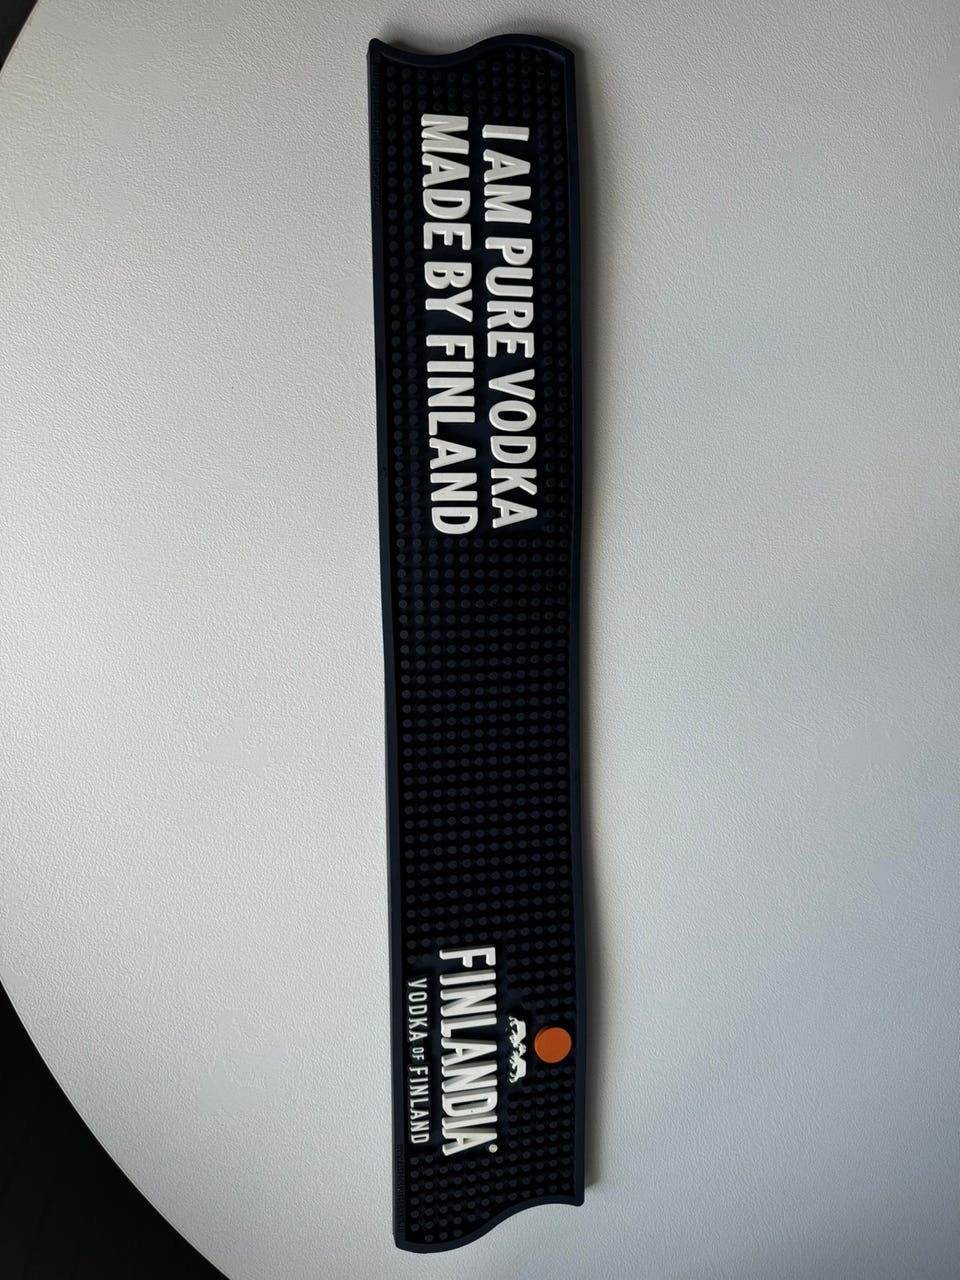 I AM PURE VODKA
MADE BY FINLAND
FINLANDIA®
VODKA OF FINLAND